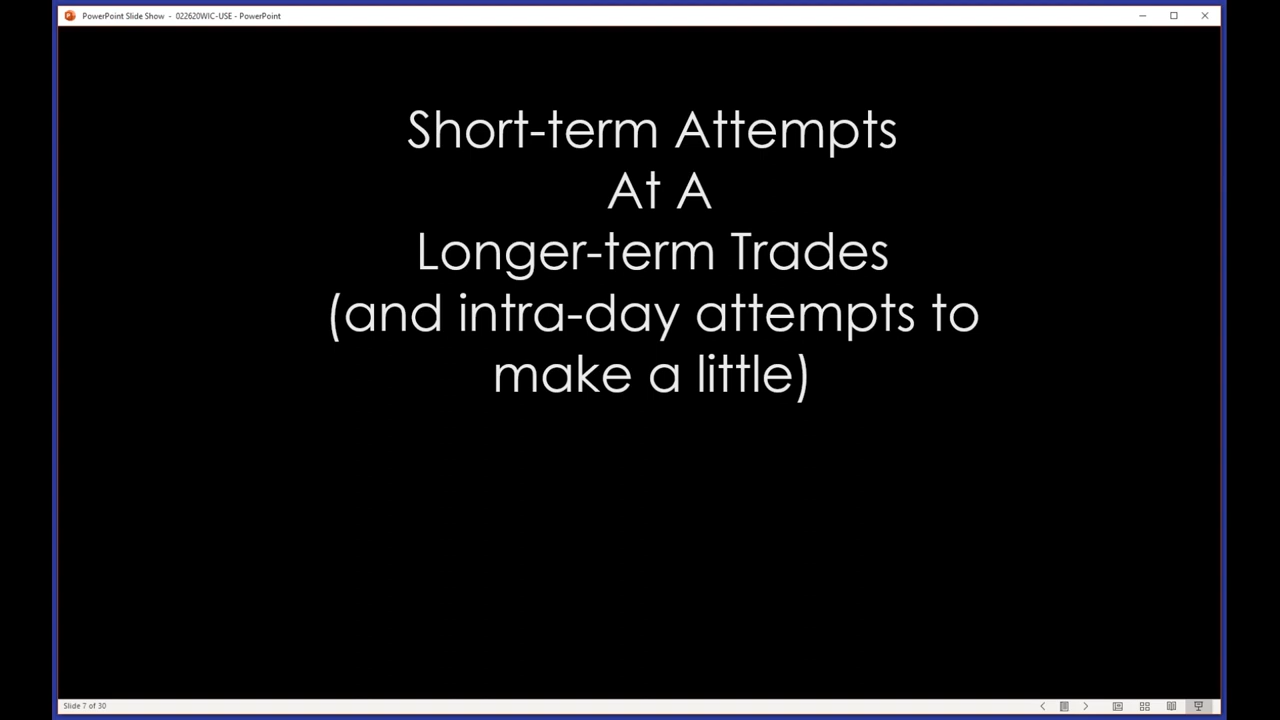 PowerPoint Slide Show - 022620WIC-USE - PowerPoint
Short-term Attempts
At A
Longer-term Trades
(and intra-day attempts to
make a little)
Slide 7 of 30